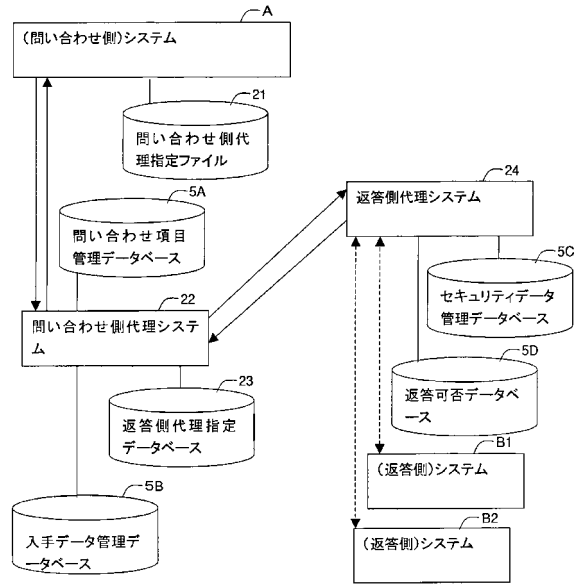 A
(問い合わせ側)システム
21
問い合わせ側代
理指定ファイル
5A
問い合わせ項目
管理データベース
22
問い合わせ側代理システ
ム
23
返答側代理指定
データベース
5B
入手データ管理デ
ータベース
24
返答側代理システム
5C
セキュリティデータ
管理データベース
5D
返答可否データベ
ース
B1
(返答側)システム
B2
(返答側)システム